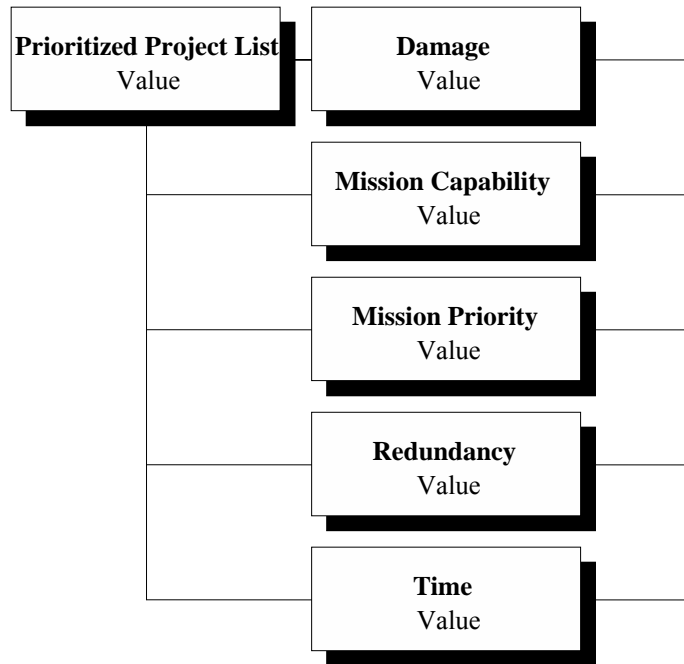 Prioritized Project List
Value
Damage
Value
Mission Capability
Value
Mission Priority
Value
Redundancy
Value
Time
Value